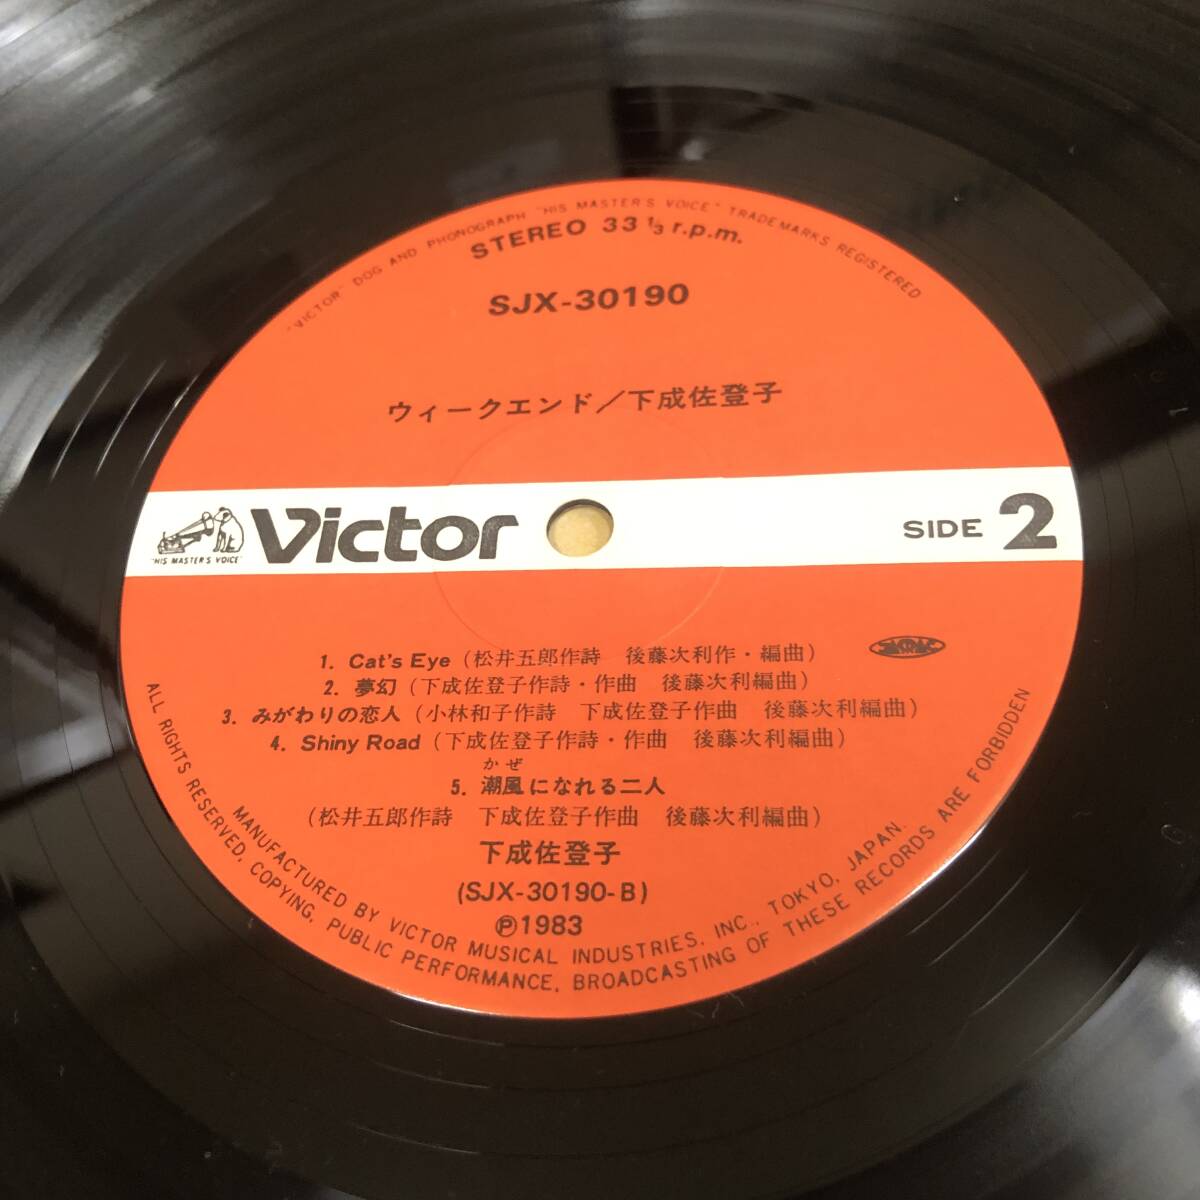 "VICTOR" DOG AND PHONOGRAPH "HIS MASTER'S VOICE" TRADEMARKS REGISTERED
STEREO 33 1/3 r.p.m.
SJX-30190
ウィークエンド/下成佐登子
"HIS MASTER'S VOICE"
Victor
SIDE 2
1. Cat's Eye (松井五郎作詩 後藤次利作・編曲)
2. 夢幻 (下成佐登子作詩・作曲 後藤次利編曲)
3. みがわりの恋人 (小林和子作詩 下成佐登子作曲 後藤次利編曲)
4. Shiny Road (下成佐登子作詩・作曲 後藤次利編曲)
かぜ
5. 潮風になれる二人
(松井五郎作詩 下成佐登子作曲 後藤次利編曲)
下成佐登子
(SJX-30190-B)
Ⓟ1983
MANUFACTURED BY VICTOR MUSICAL INDUSTRIES, INC., TOKYO, JAPAN.
ALL RIGHTS RESERVED, COPYING, PUBLIC PERFORMANCE, BROADCASTING OF THESE RECORDS ARE FORBIDDEN